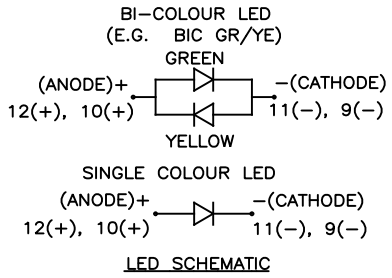 BI-COLOUR LED
(E.G. BIC GR/YE)
GREEN
(ANODE)+ -(CATHODE)
12(+), 10(+) 11(-), 9(-)
YELLOW
SINGLE COLOUR LED
(ANODE)+ -(CATHODE)
12(+), 10(+) 11(-), 9(-)
LED SCHEMATIC